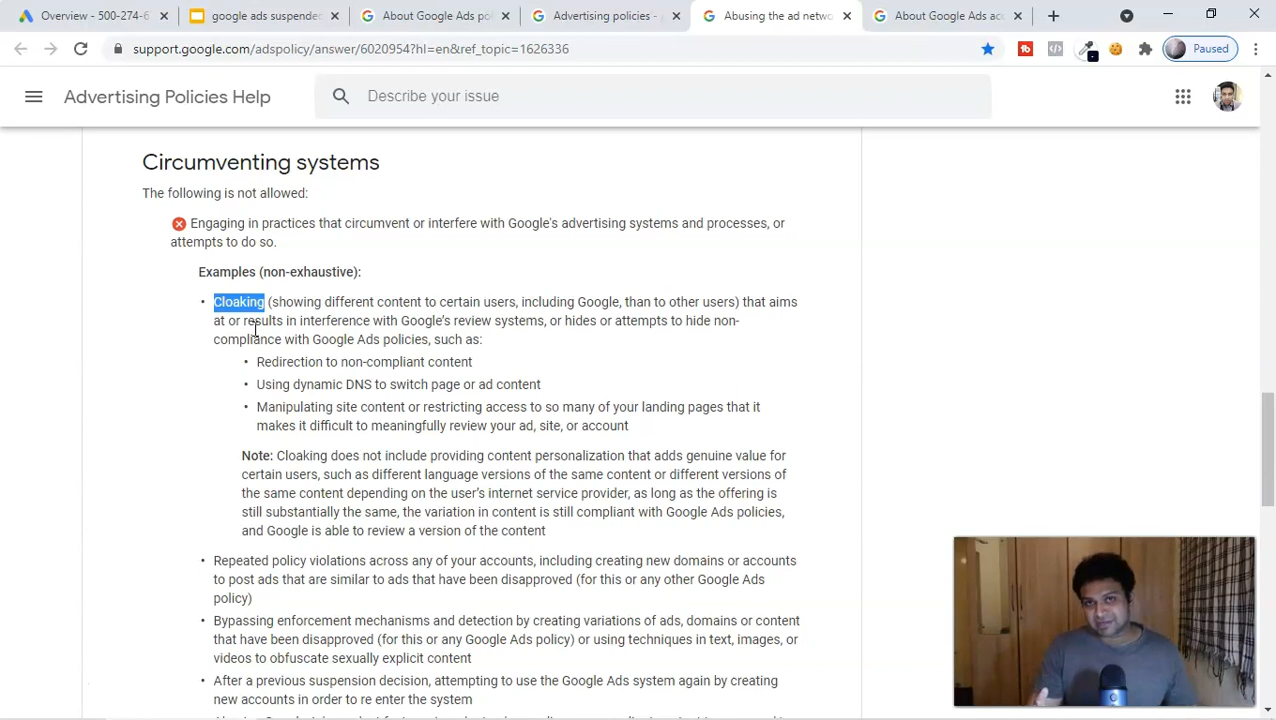 Overview - 500-274-6
google ads suspended
About Google Ads pol
Advertising policies - g
Abusing the ad netwo
About Google Ads acc
support.google.com/adspolicy/answer/6020954?hl=en&ref_topic=1626336
Paused
Advertising Policies Help
Describe your issue
Circumventing systems
The following is not allowed:
Engaging in practices that circumvent or interfere with Google's advertising systems and processes, or
attempts to do so.
Examples (non-exhaustive):
• Cloaking (showing different content to certain users, including Google, than to other users) that aims
at or results in interference with Google's review systems, or hides or attempts to hide non-
compliance with Google Ads policies, such as:
• Redirection to non-compliant content
• Using dynamic DNS to switch page or ad content
• Manipulating site content or restricting access to so many of your landing pages that it
makes it difficult to meaningfully review your ad, site, or account
Note: Cloaking does not include providing content personalization that adds genuine value for
certain users, such as different language versions of the same content or different versions of
the same content depending on the user's internet service provider, as long as the offering is
still substantially the same, the variation in content is still compliant with Google Ads policies,
and Google is able to review a version of the content
• Repeated policy violations across any of your accounts, including creating new domains or accounts
to post ads that are similar to ads that have been disapproved (for this or any other Google Ads
policy)
• Bypassing enforcement mechanisms and detection by creating variations of ads, domains or content
that have been disapproved (for this or any Google Ads policy) or using techniques in text, images, or
videos to obfuscate sexually explicit content
• After a previous suspension decision, attempting to use the Google Ads system again by creating
new accounts in order to re enter the system